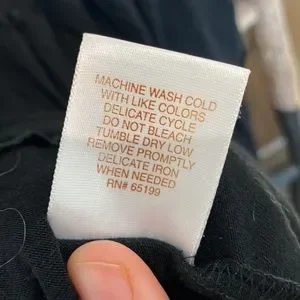 MACHINE WASH COLD
WITH LIKE COLORS
DELICATE CYCLE
DO NOT BLEACH
TUMBLE DRY LOW
REMOVE PROMPTLY
DELICATE IRON
WHEN NEEDED
RN# 65199